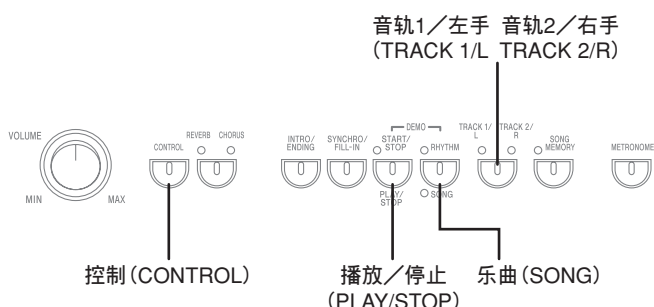 音轨1／左手 音轨2／右手
（TRACK 1/L TRACK 2/R）
DEMO
VOLUME
MIN
MAX
CONTROL
REVERB CHORUS
INTRO/
ENDING
SYNCHRO/
FILL-IN
START/
STOP
RHYTHM
TRACK 1/
L
TRACK 2/
R
SONG
MEMORY
METRONOME
PLAY/
STOP
SONG
控制（CONTROL）
播放／停止
（PLAY/STOP）
乐曲（SONG）